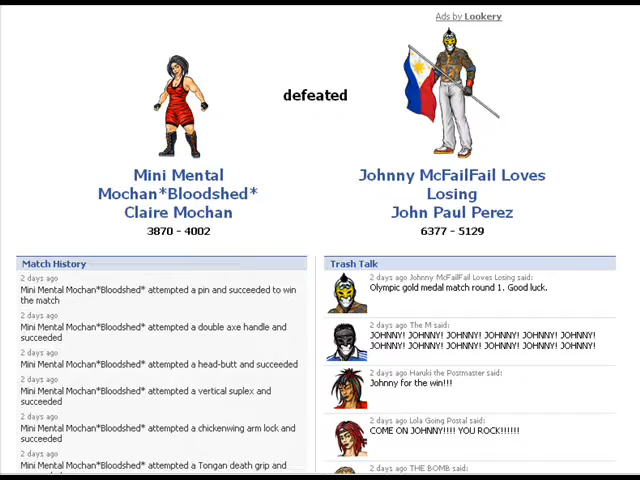 Ads by Lookery
defeated
Mini Mental
Mochan*Bloodshed*
Claire Mochan
3870 - 4002
Johnny McFailFail Loves
Losing
John Paul Perez
6377 - 5129
Match History
2 days ago
Mini Mental Mochan*Bloodshed* attempted a pin and succeeded to win
the match
2 days ago
Mini Mental Mochan*Bloodshed* attempted a double axe handle and
succeeded
2 days ago
Mini Mental Mochan*Bloodshed* attempted a head-butt and succeeded
2 days ago
Mini Mental Mochan*Bloodshed* attempted a vertical suplex and
succeeded
2 days ago
Mini Mental Mochan*Bloodshed* attempted a chickenwing arm lock and
succeeded
2 days ago
Mini Mental Mochan*Bloodshed* attempted a Tongan death grip and
Trash Talk
2 days ago Johnny McFailFail Loves Losing said:
Olympic gold medal match round 1. Good luck.
2 days ago The M said:
JOHNNY! JOHNNY! JOHNNY! JOHNNY! JOHNNY! JOHNNY!
JOHNNY! JOHNNY! JOHNNY! JOHNNY! JOHNNY! JOHNNY!
2 days ago Haruki the Postmaster said:
Johnny for the win!!!
2 days ago Lola Going Postal said:
COME ON JOHNNY!!!! YOU ROCK!!!!!!
2 days ago THE BOMB said: